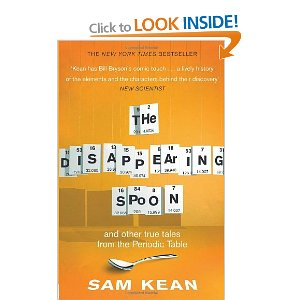 Click to LOOK INSIDE!
THE NEW YORK TIMES BESTSELLER
'Kean has Bill Bryson's comic touch . . . a lively history
of the elements and the characters behind their discovery'
NEW SCIENTIST
THe
DISAPPEArING
SPooN
and other true tales
from the Periodic Table
SAM KEAN